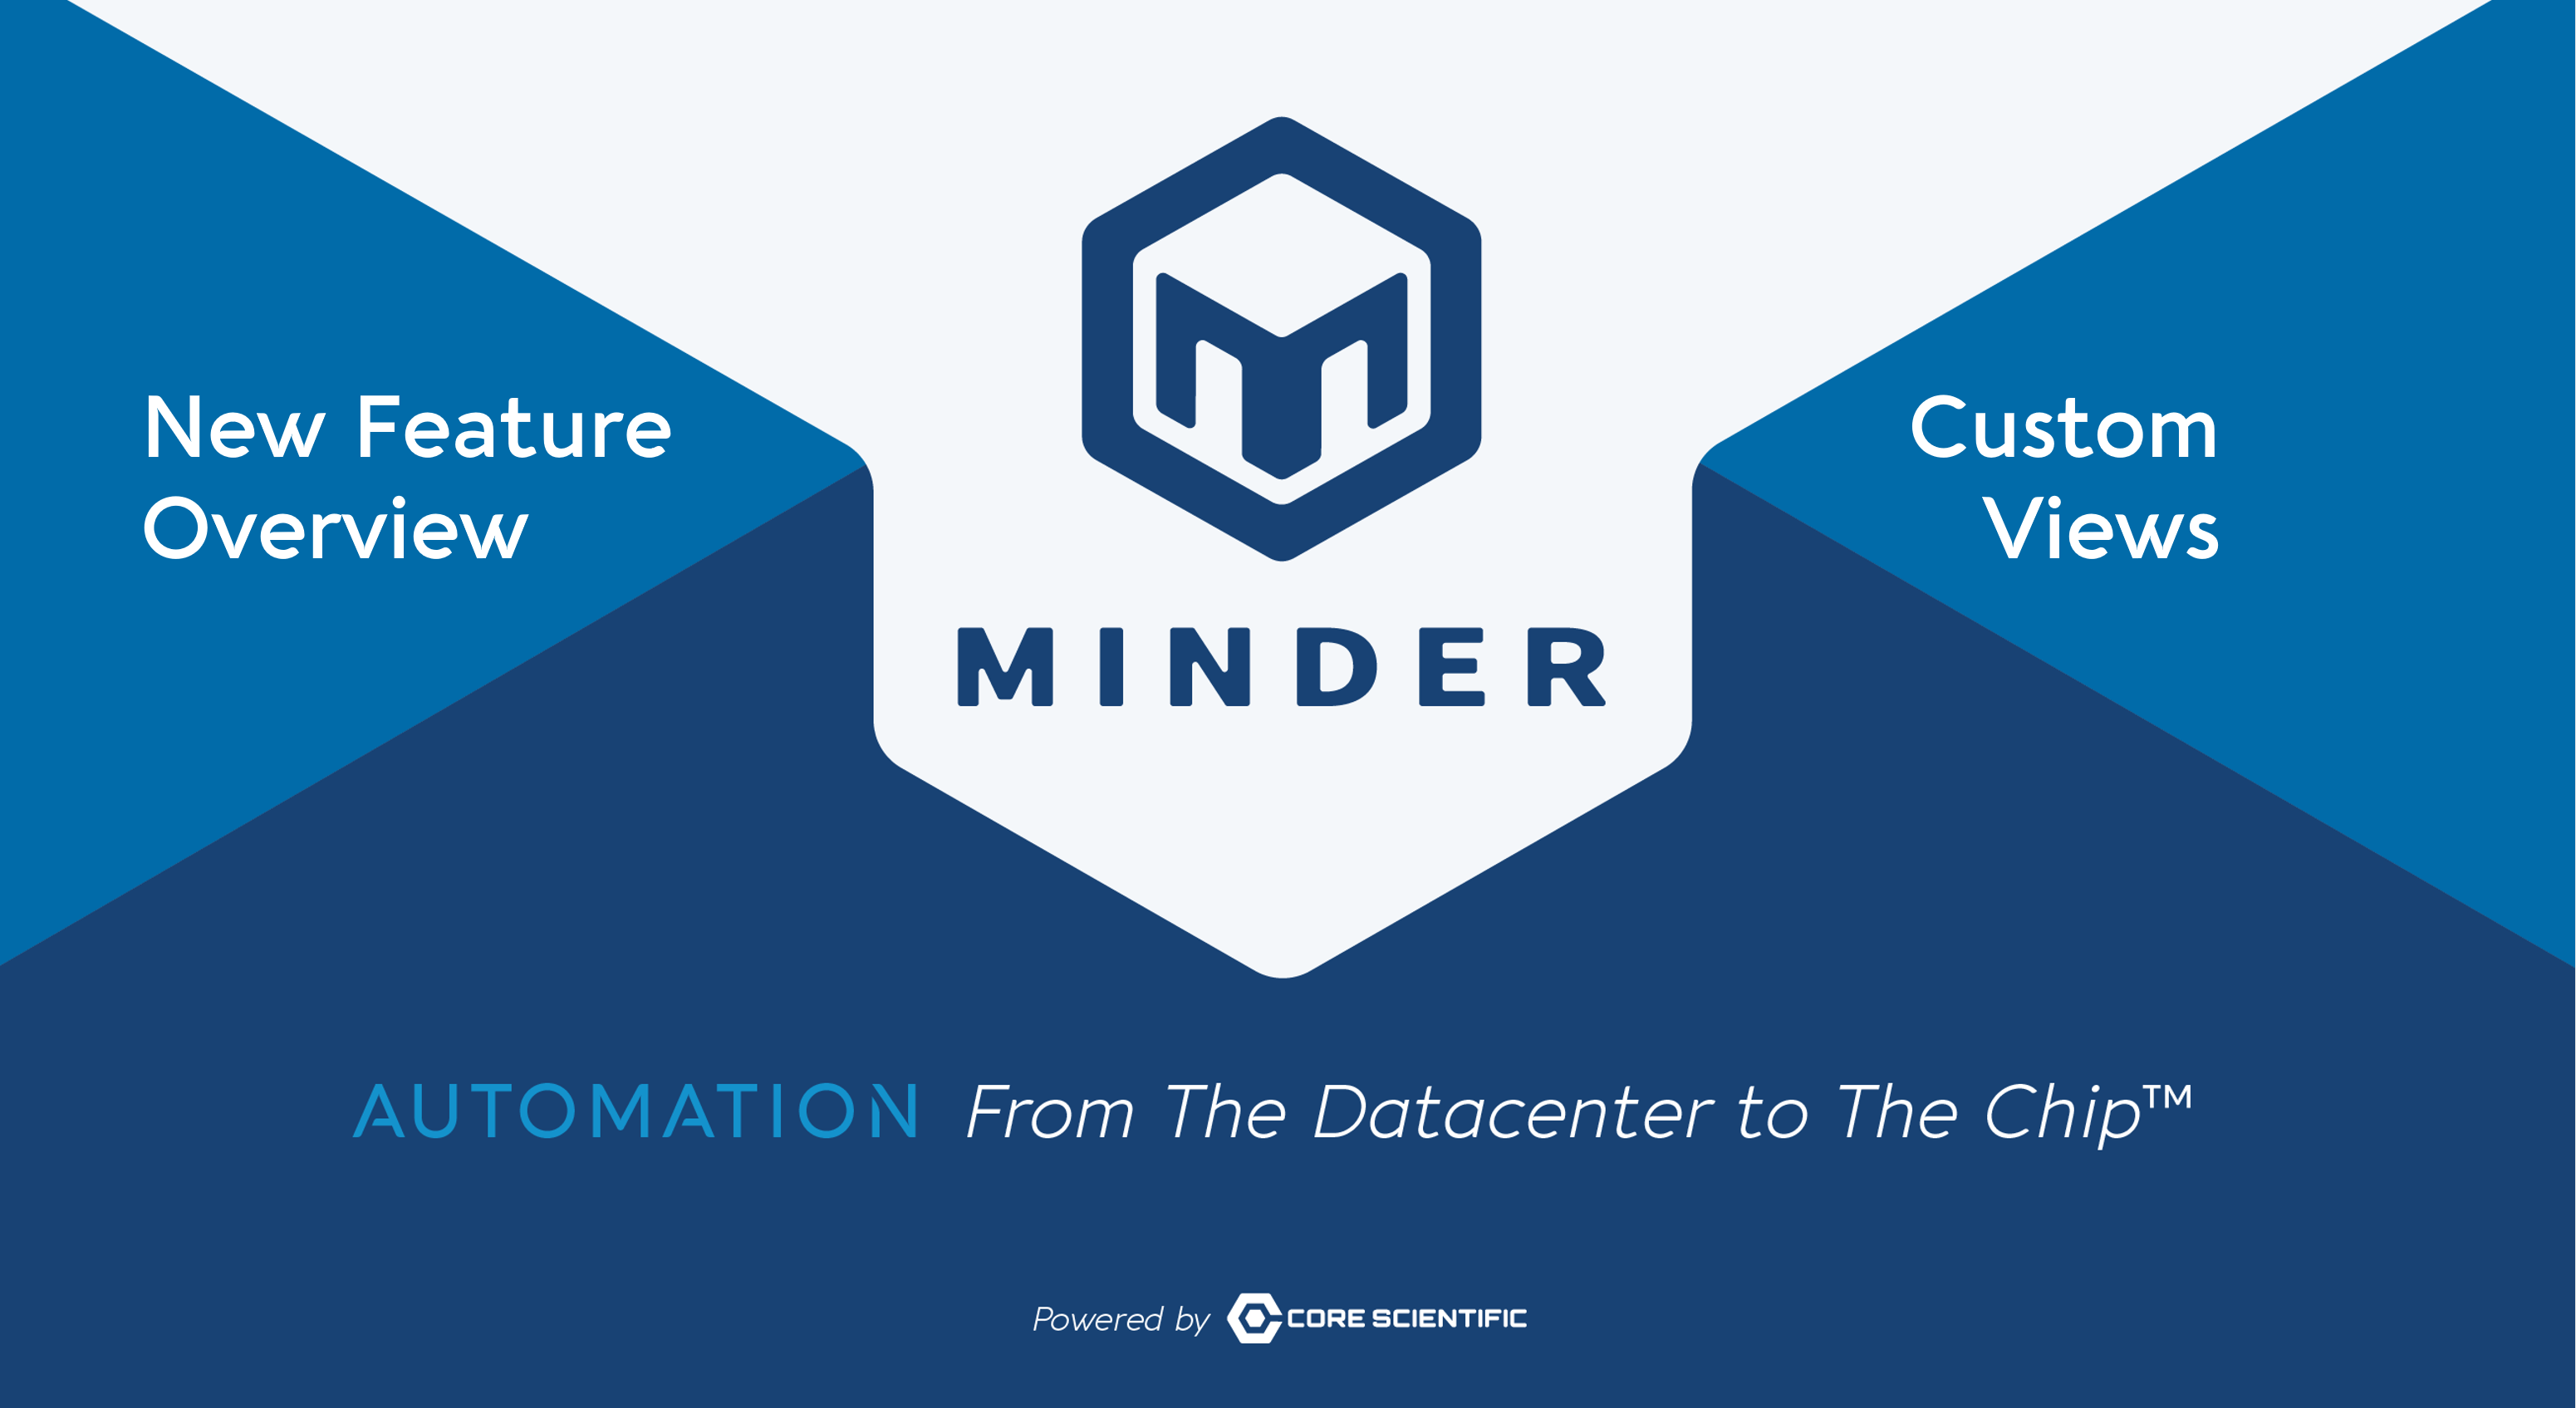 New Feature
Overview
Custom
Views
MINDER
AUTOMATION From The Datacenter to The Chip™
Powered by CORE SCIENTIFIC